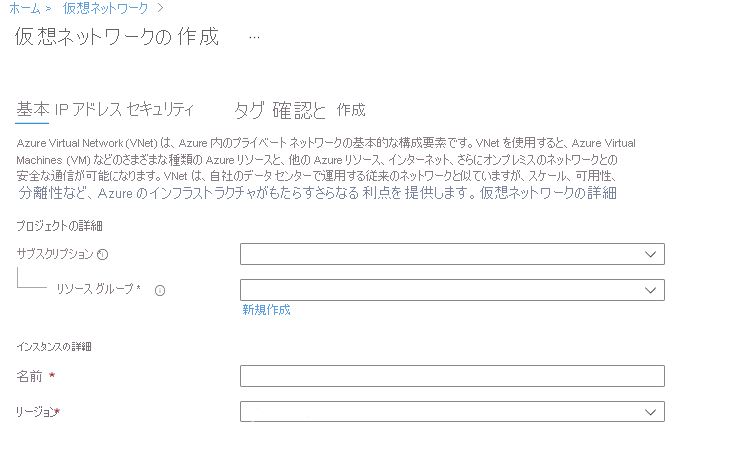 ホーム > 仮想ネットワーク >
仮想ネットワークの作成 ...
基本 IP アドレス セキュリティ タグ 確認と 作成
Azure Virtual Network (VNet) は、Azure 内のプライベート ネットワークの基本的な構成要素です。VNet を使用すると、Azure Virtual
Machines (VM) などのさまざまな種類の Azure リソースと、他の Azure リソース、インターネット、さらにオンプレミスのネットワークとの
安全な通信が可能になります。VNet は、自社のデータ センターで運用する従来のネットワークと似ていますが、スケール、可用性、
分離性など、Azure のインフラストラクチャがもたらすさらなる 利点を提供します。仮想ネットワークの詳細
プロジェクトの詳細
サブスクリプション *
リソース グループ *
新規作成
インスタンスの詳細
名前 *
リージョン*